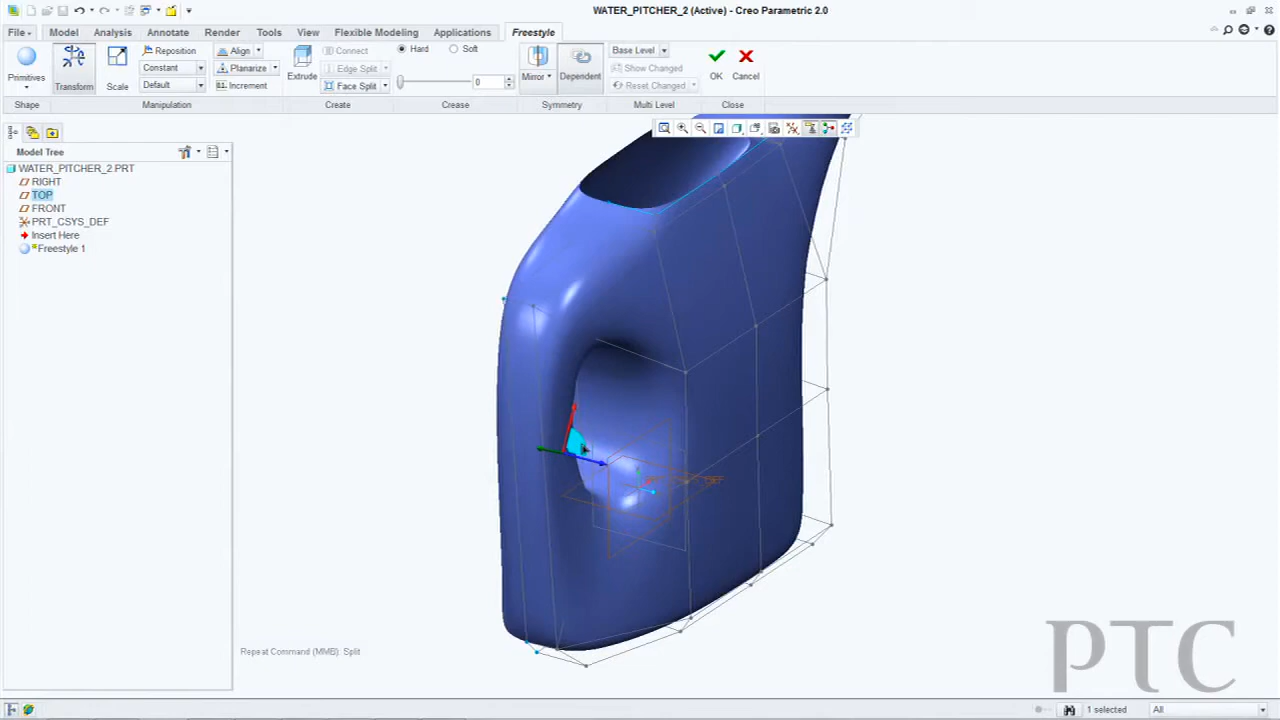 WATER_PITCHER_2 (Active) - Creo Parametric 2.0
File Model Analysis Annotate Render Tools View Flexible Modeling Applications Freestyle
Reposition Align Connect Hard Soft Base Level
Constant Planarize Edge Split Show Changed
Primitives Transform Scale Default Increment Extrude Face Split 0 Mirror Dependent Reset Changed OK Cancel
Shape Manipulation Create Crease Symmetry Multi Level Close
Model Tree
WATER_PITCHER_2.PRT
RIGHT
TOP
FRONT
PRT_CSYS_DEF
Insert Here
Freestyle 1
Repeat Command (MMB): Split
PTC
1 selected All